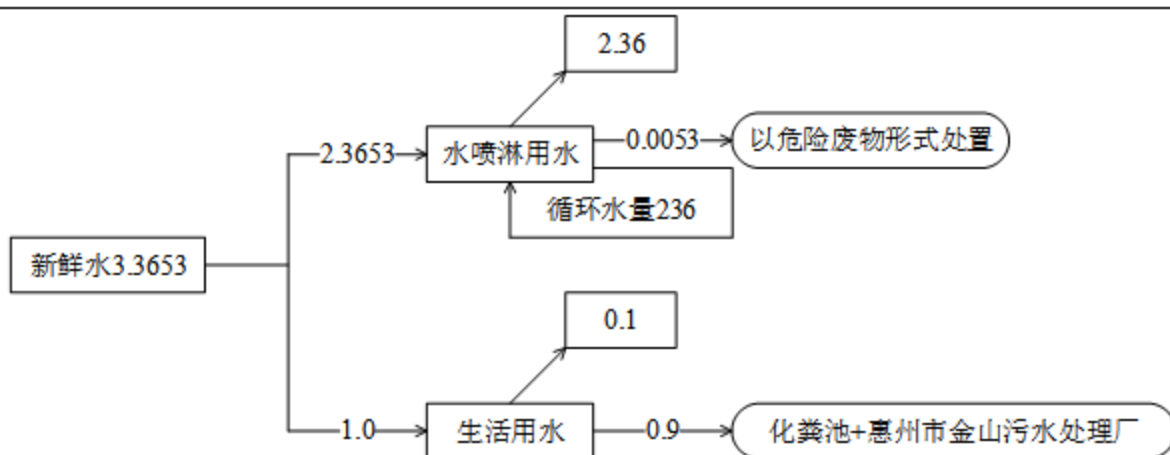 2.36
2.3653
水喷淋用水
0.0053
以危险废物形式处置
循环水量236
新鲜水3.3653
0.1
1.0
生活用水
0.9
化粪池+惠州市金山污水处理厂